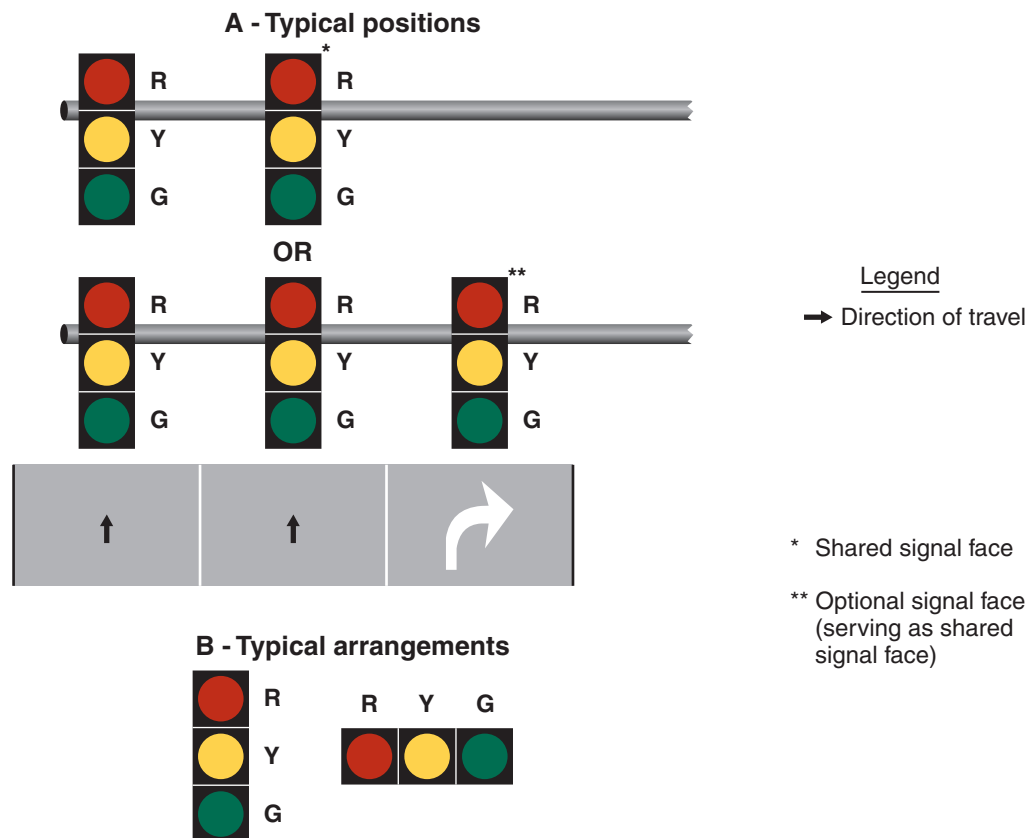 A - Typical positions
*
R R
Y Y
G G
OR
**
R R R
Y Y Y
G G G
Legend
Direction of travel
* Shared signal face
** Optional signal face
(serving as shared
signal face)
B - Typical arrangements
R
Y
G
R Y G